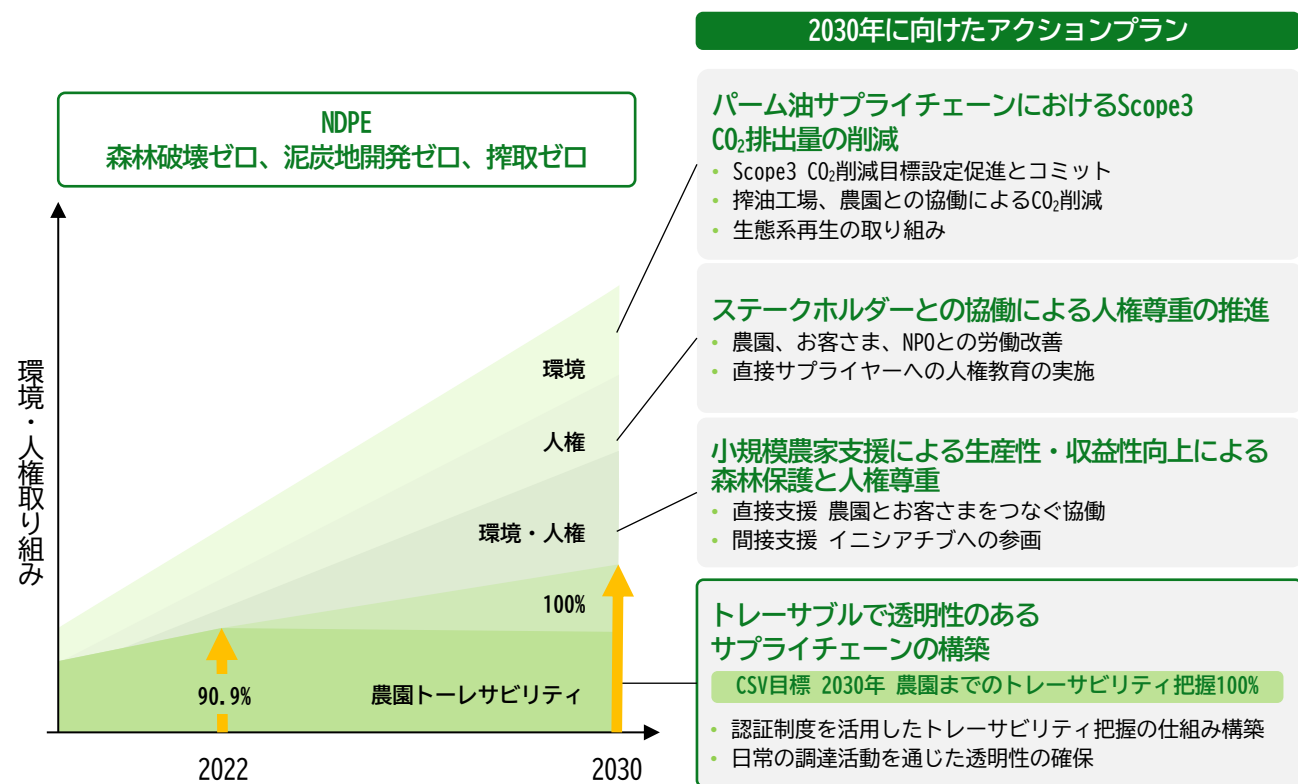 2030年に向けたアクションプラン
NDPE
森林破壊ゼロ、泥炭地開発ゼロ、搾取ゼロ
環境・人権取り組み
環境
人権
環境・人権
100%
90.9%
農園トーレサビリティ
2022
2030
パーム油サプライチェーンにおけるScope3
CO₂排出量の削減
• Scope3 CO₂削減目標設定促進とコミット
• 搾油工場、農園との協働によるCO₂削減
• 生態系再生の取り組み
ステークホルダーとの協働による人権尊重の推進
• 農園、お客さま、NPOとの労働改善
• 直接サプライヤーへの人権教育の実施
小規模農家支援による生産性・収益性向上による
森林保護と人権尊重
• 直接支援 農園とお客さまをつなぐ協働
• 間接支援 イニシアチブへの参画
トレーサブルで透明性のある
サプライチェーンの構築
CSV目標 2030年 農園までのトレーサビリティ把握100%
• 認証制度を活用したトレーサビリティ把握の仕組み構築
• 日常の調達活動を通じた透明性の確保